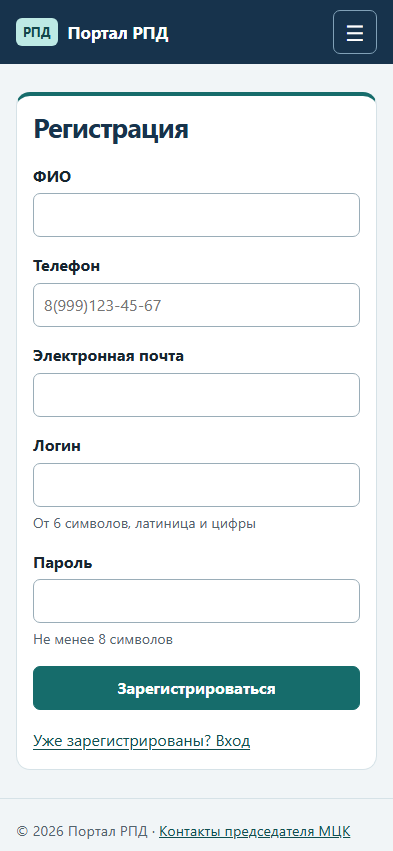 РПД Портал РПД
Регистрация
ФИО
Телефон
8(999)123-45-67
Электронная почта
Логин
От 6 символов, латиница и цифры
Пароль
Не менее 8 символов
Зарегистрироваться
Уже зарегистрированы? Вход
© 2026 Портал РПД · Контакты председателя МЦК